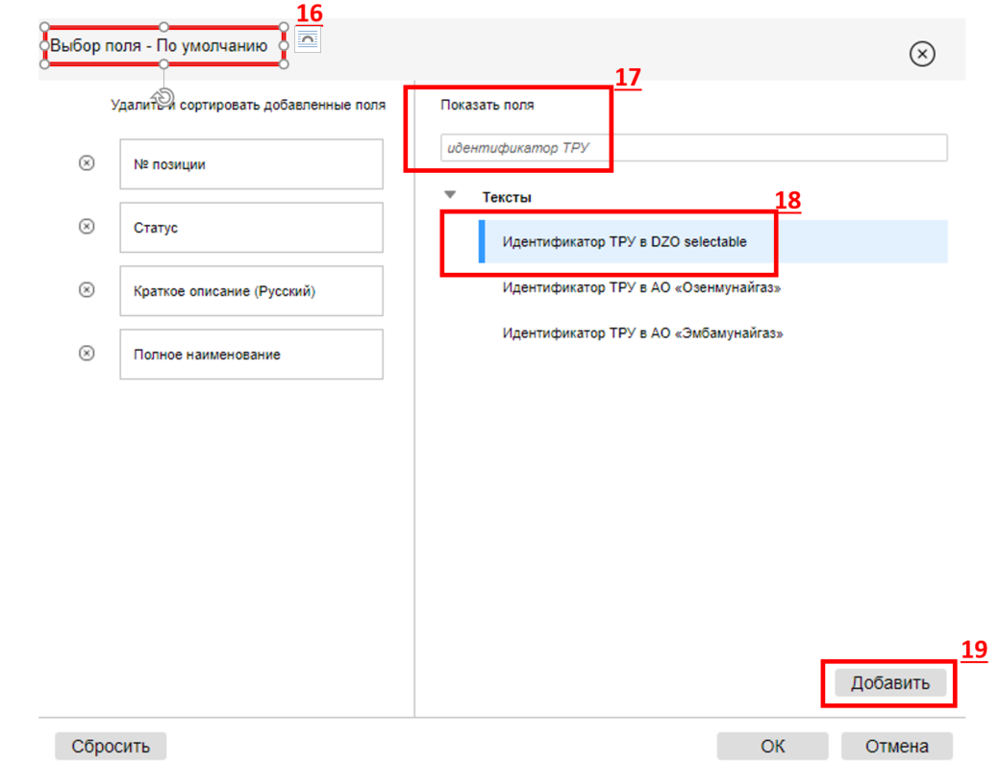 16
Выбор поля - По умолчанию
Удалить и сортировать добавленные поля
№ позиции
Статус
Краткое описание (Русский)
Полное наименование
17
Показать поля
идентификатор ТРУ
Тексты
18
Идентификатор ТРУ в DZO selectable
Идентификатор ТРУ в АО «Озенмунайгаз»
Идентификатор ТРУ в АО «Эмбамунайгаз»
19
Добавить
Сбросить
ОК
Отмена